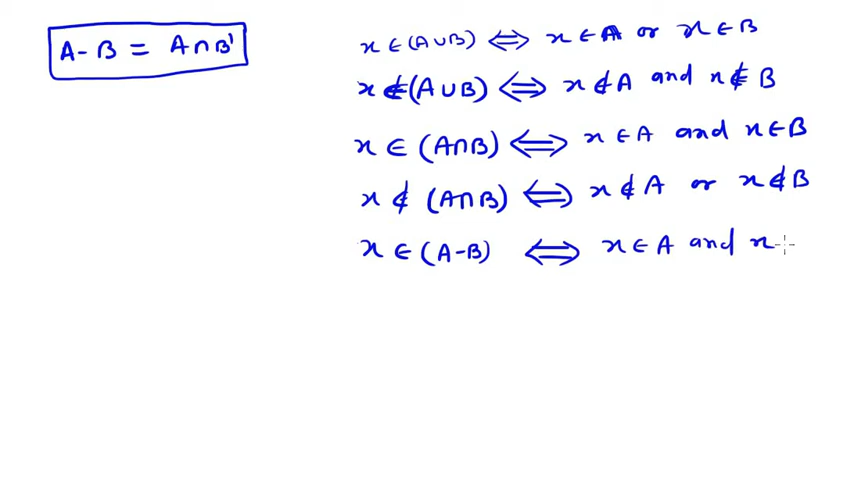 A - B = A ∩ B'
x ∈ (A ∪ B) ⟺ x ∈ A or x ∈ B
x ∉ (A ∪ B) ⟺ x ∉ A and x ∉ B
x ∈ (A ∩ B) ⟺ x ∈ A and x ∈ B
x ∉ (A ∩ B) ⟺ x ∉ A or x ∉ B
x ∈ (A - B) ⟺ x ∈ A and x